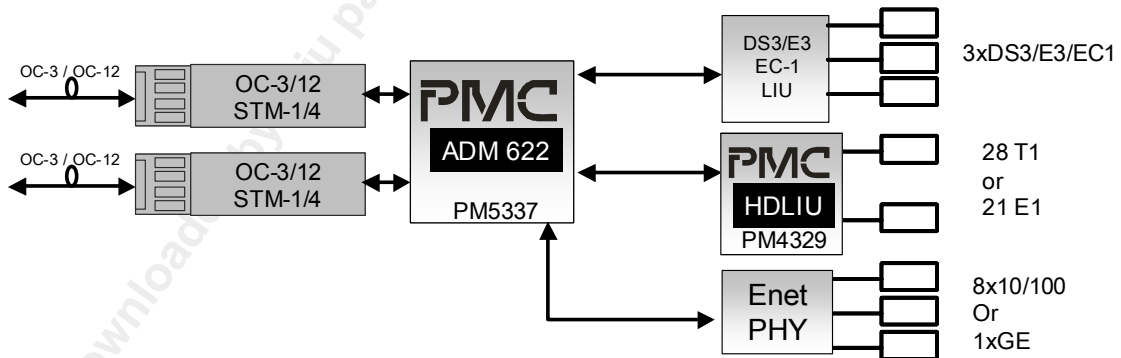 OC-3 / OC-12
OC-3/12
STM-1/4
OC-3 / OC-12
OC-3/12
STM-1/4
PMC
ADM 622
PM5337
DS3/E3
EC-1
LIU
3xDS3/E3/EC1
PMC
HDLIU
PM4329
28 T1
or
21 E1
Enet
PHY
8x10/100
Or
1xGE